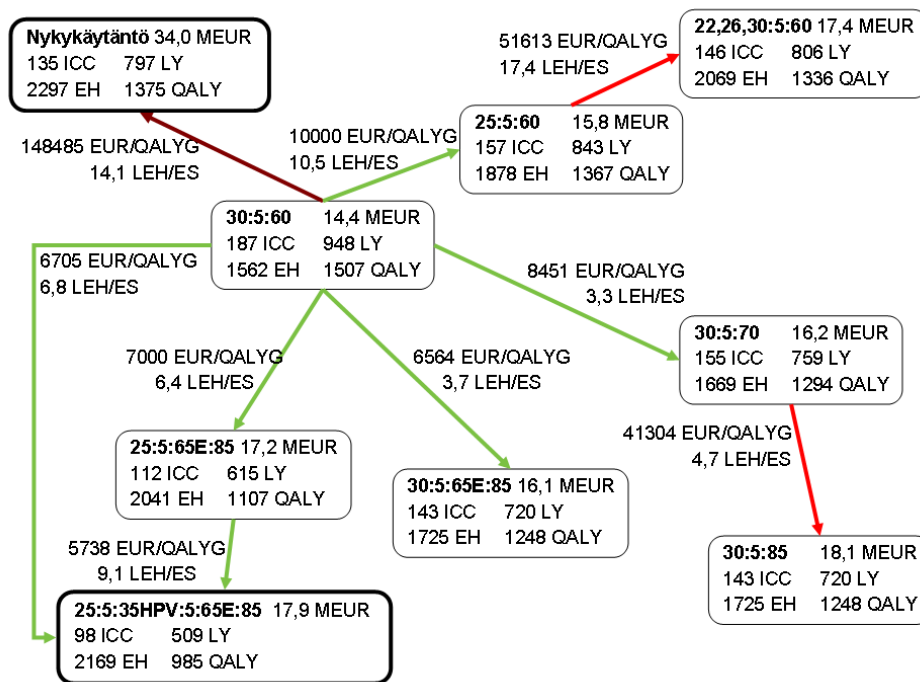 Nykykäytäntö 34,0 MEUR
135 ICC 797 LY
2297 EH 1375 QALY
148485 EUR/QALYG
14,1 LEH/ES
51613 EUR/QALYG
17,4 LEH/ES
22,26,30:5:60 17,4 MEUR
146 ICC 806 LY
2069 EH 1336 QALY
10000 EUR/QALYG
10,5 LEH/ES
25:5:60 15,8 MEUR
157 ICC 843 LY
1878 EH 1367 QALY
30:5:60 14,4 MEUR
187 ICC 948 LY
1562 EH 1507 QALY
6705 EUR/QALYG
6,8 LEH/ES
8451 EUR/QALYG
3,3 LEH/ES
7000 EUR/QALYG
6,4 LEH/ES
6564 EUR/QALYG
3,7 LEH/ES
30:5:70 16,2 MEUR
155 ICC 759 LY
1669 EH 1294 QALY
25:5:65E:85 17,2 MEUR
112 ICC 615 LY
2041 EH 1107 QALY
30:5:65E:85 16,1 MEUR
143 ICC 720 LY
1725 EH 1248 QALY
41304 EUR/QALYG
4,7 LEH/ES
5738 EUR/QALYG
9,1 LEH/ES
30:5:85 18,1 MEUR
143 ICC 720 LY
1725 EH 1248 QALY
25:5:35HPV:5:65E:85 17,9 MEUR
98 ICC 509 LY
2169 EH 985 QALY